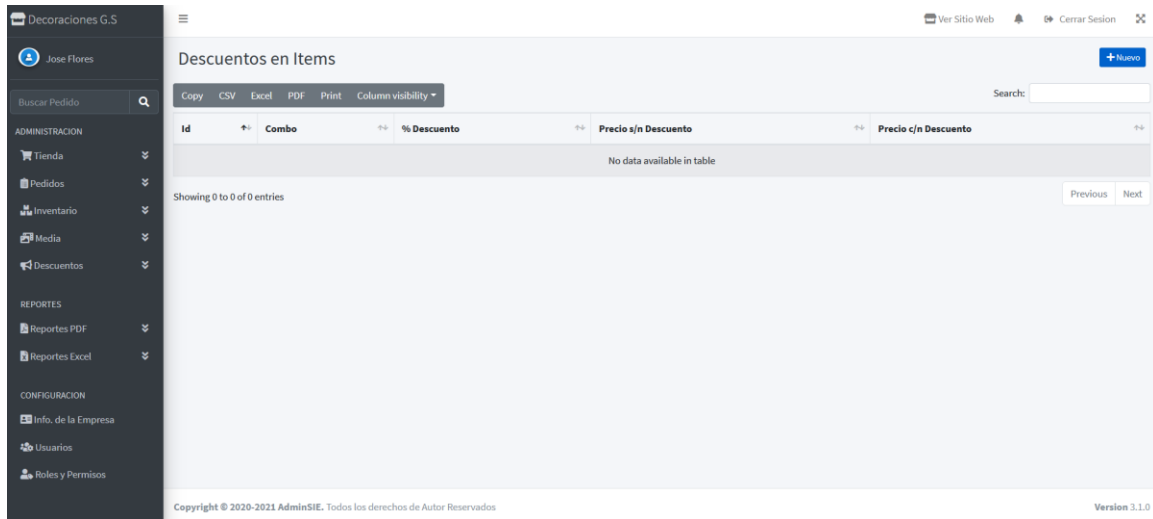 Decoraciones G.S
Ver Sitio Web
Cerrar Sesion
Jose Flores
Buscar Pedido
ADMINISTRACION
Tienda
Pedidos
Inventario
Media
Descuentos
REPORTES
Reportes PDF
Reportes Excel
CONFIGURACION
Info. de la Empresa
Usuarios
Roles y Permisos
Descuentos en Items
Nuevo
Copy CSV Excel PDF Print Column visibility
Search:
Id Combo % Descuento Precio s/n Descuento Precio c/n Descuento
No data available in table
Showing 0 to 0 of 0 entries
Previous Next
Copyright © 2020-2021 AdminSIE. Todos los derechos de Autor Reservados
Version 3.1.0